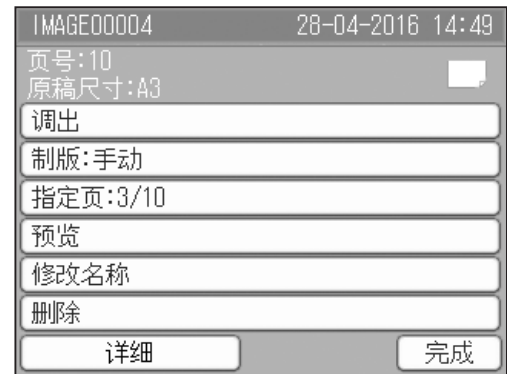 IMAGE00004 28-04-2016 14:49
页号:10
原稿尺寸:A3
调出
制版:手动
指定页:3/10
预览
修改名称
删除
详细 完成